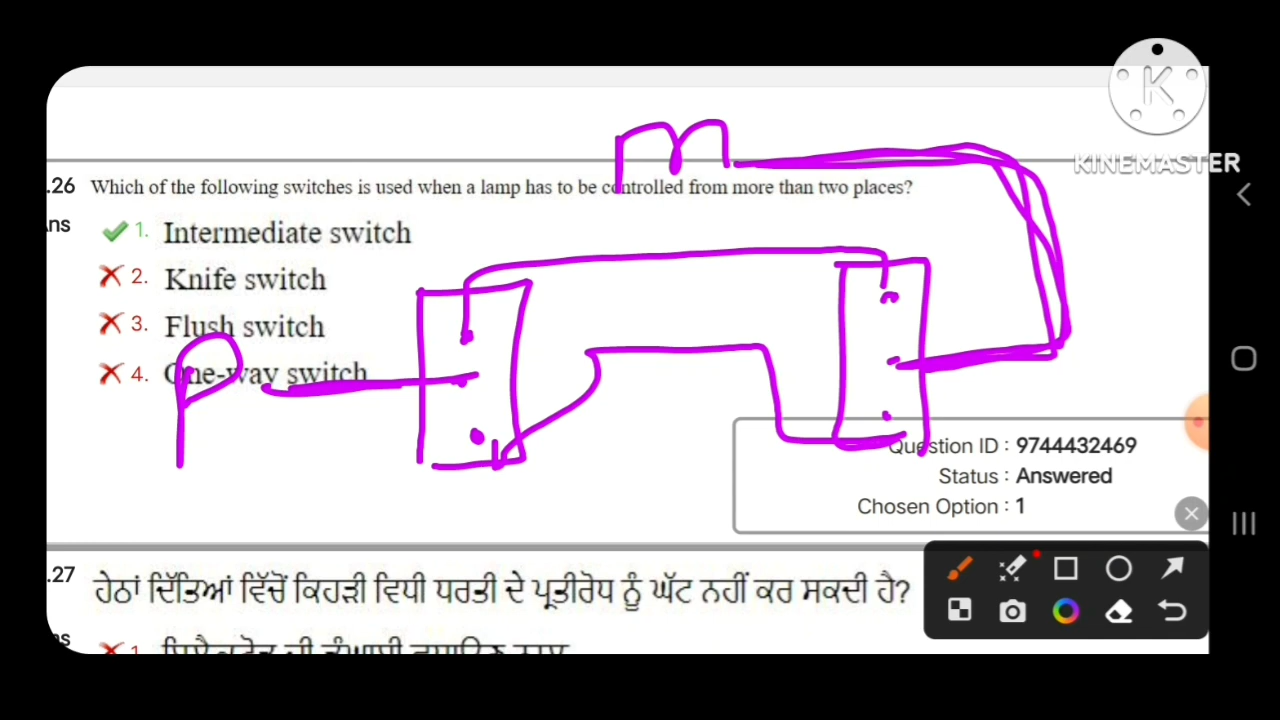 KINEMASTER
.26 Which of the following switches is used when a lamp has to be controlled from more than two places?
Ans
1. Intermediate switch
2. Knife switch
3. Flush switch
4. One-way switch
P
m
Question ID : 9744432469
Status : Answered
Chosen Option : 1
.27 ਹੇਠਾਂ ਦਿੱਤਿਆਂ ਵਿੱਚੋਂ ਕਿਹੜੀ ਵਿਧੀ ਧਰਤੀ ਦੇ ਪ੍ਰਤੀਰੋਧ ਨੂੰ ਘੱਟ ਨਹੀਂ ਕਰ ਸਕਦੀ ਹੈ?
1.